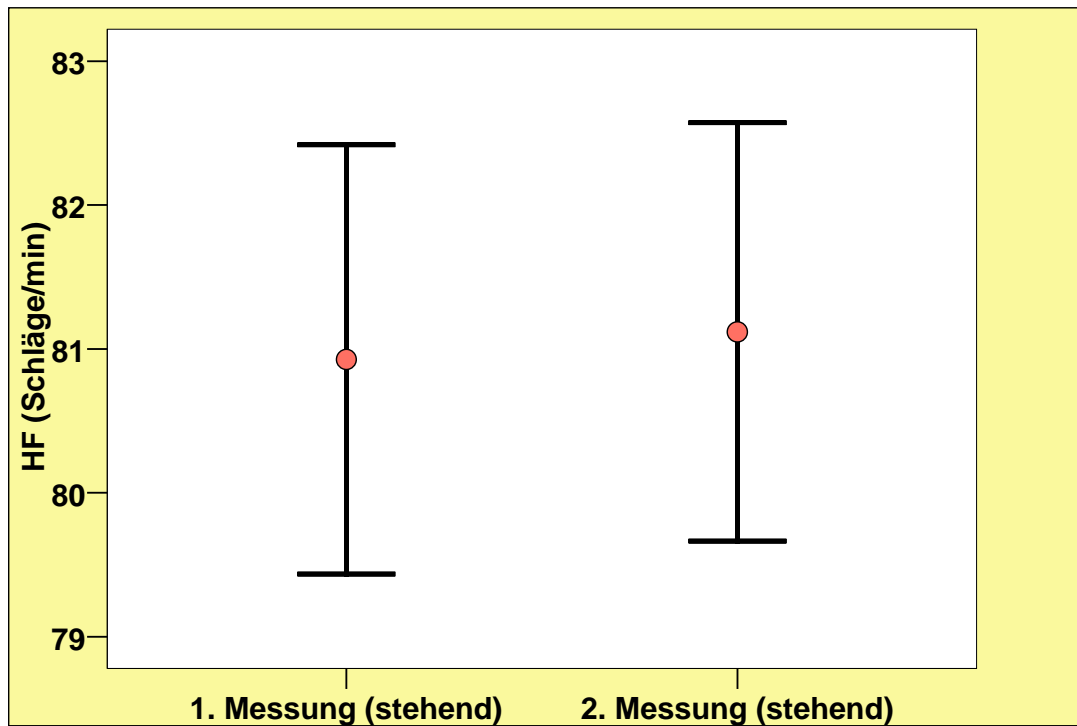 83
82
81
80
79
HF (Schläge/min)
1. Messung (stehend)
2. Messung (stehend)